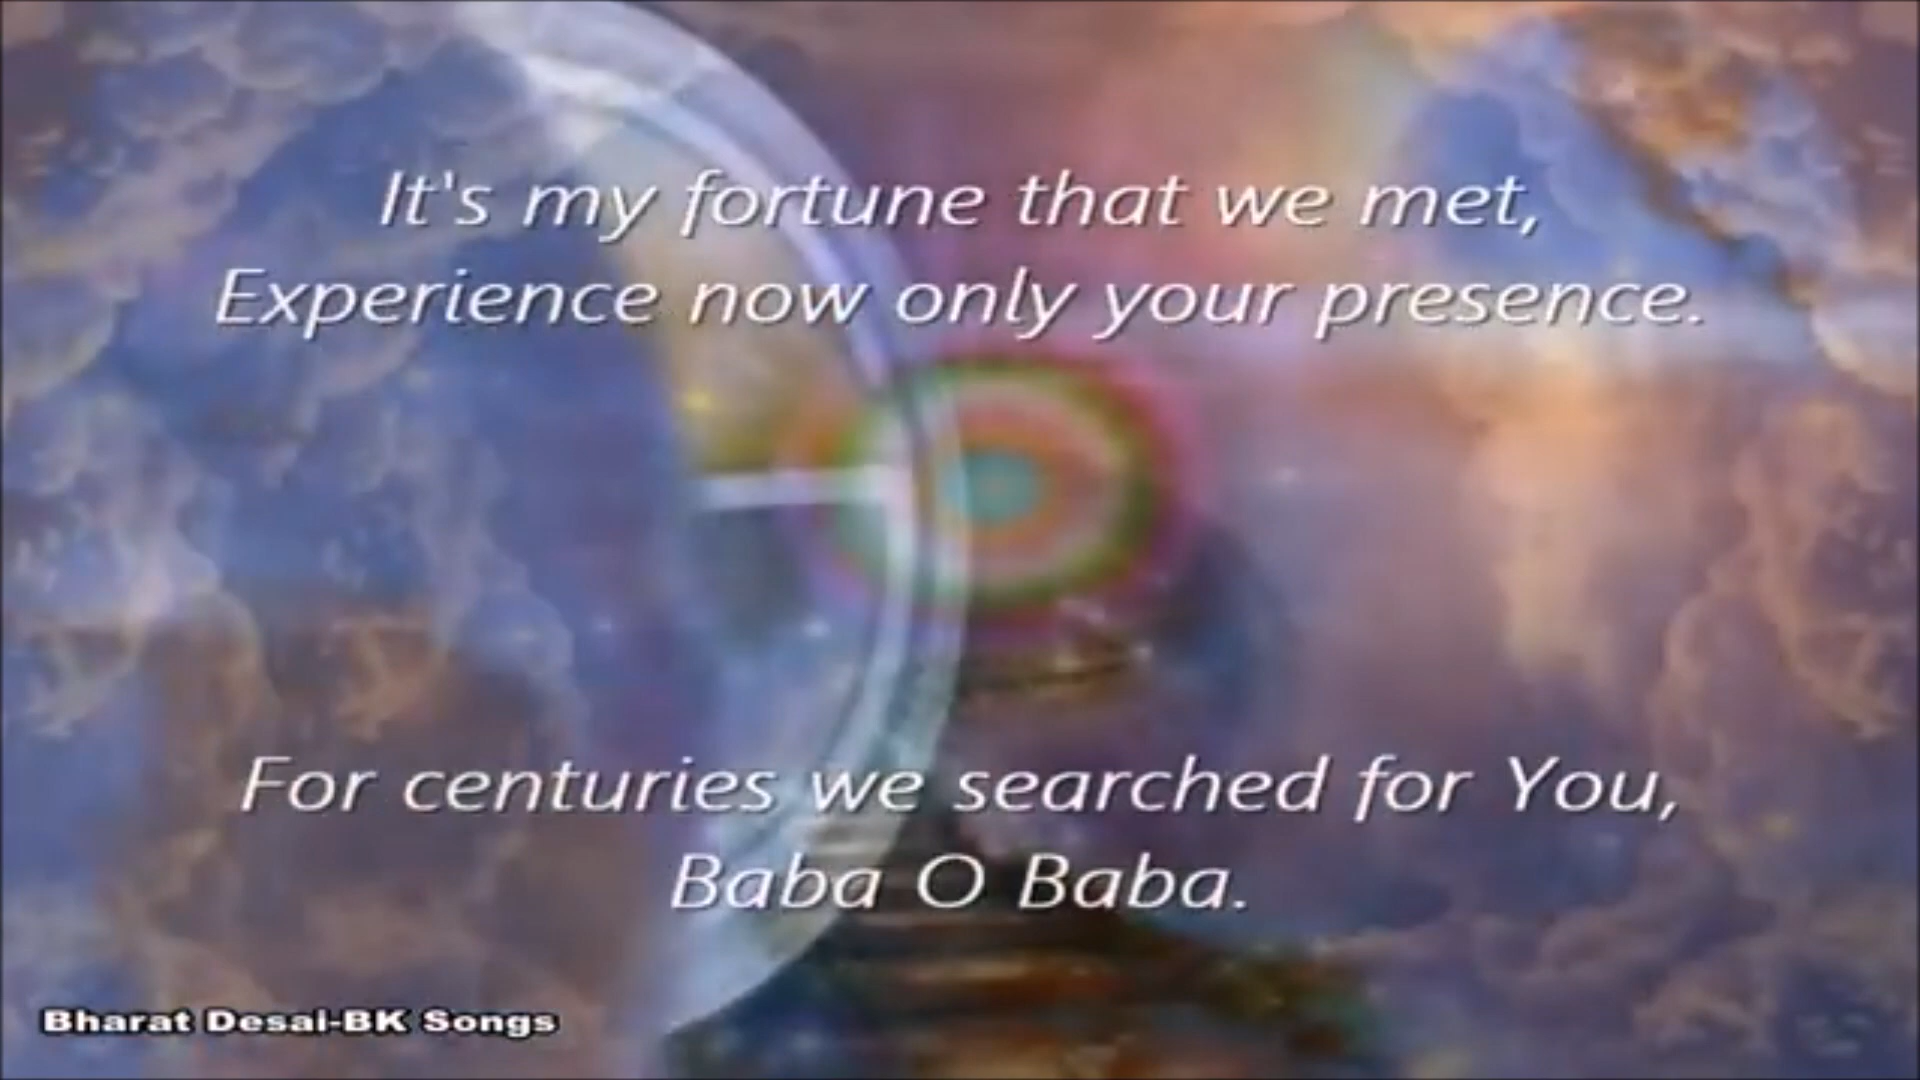 It's my fortune that we met,
Experience now only your presence.
For centuries we searched for You,
Baba O Baba.
Bharat Desai-BK Songs